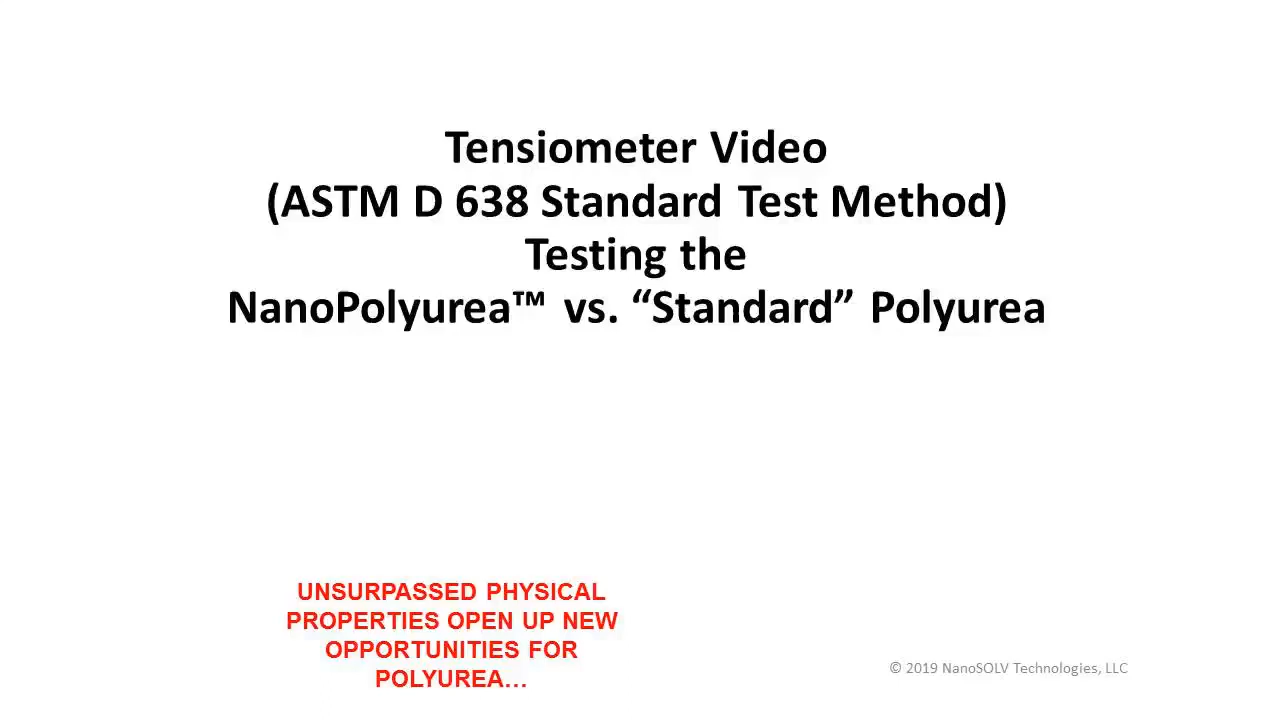 Tensiometer Video
(ASTM D 638 Standard Test Method)
Testing the
NanoPolyurea™ vs. “Standard” Polyurea
UNSURPASSED PHYSICAL
PROPERTIES OPEN UP NEW
OPPORTUNITIES FOR
POLYUREA…
© 2019 NanoSOLV Technologies, LLC